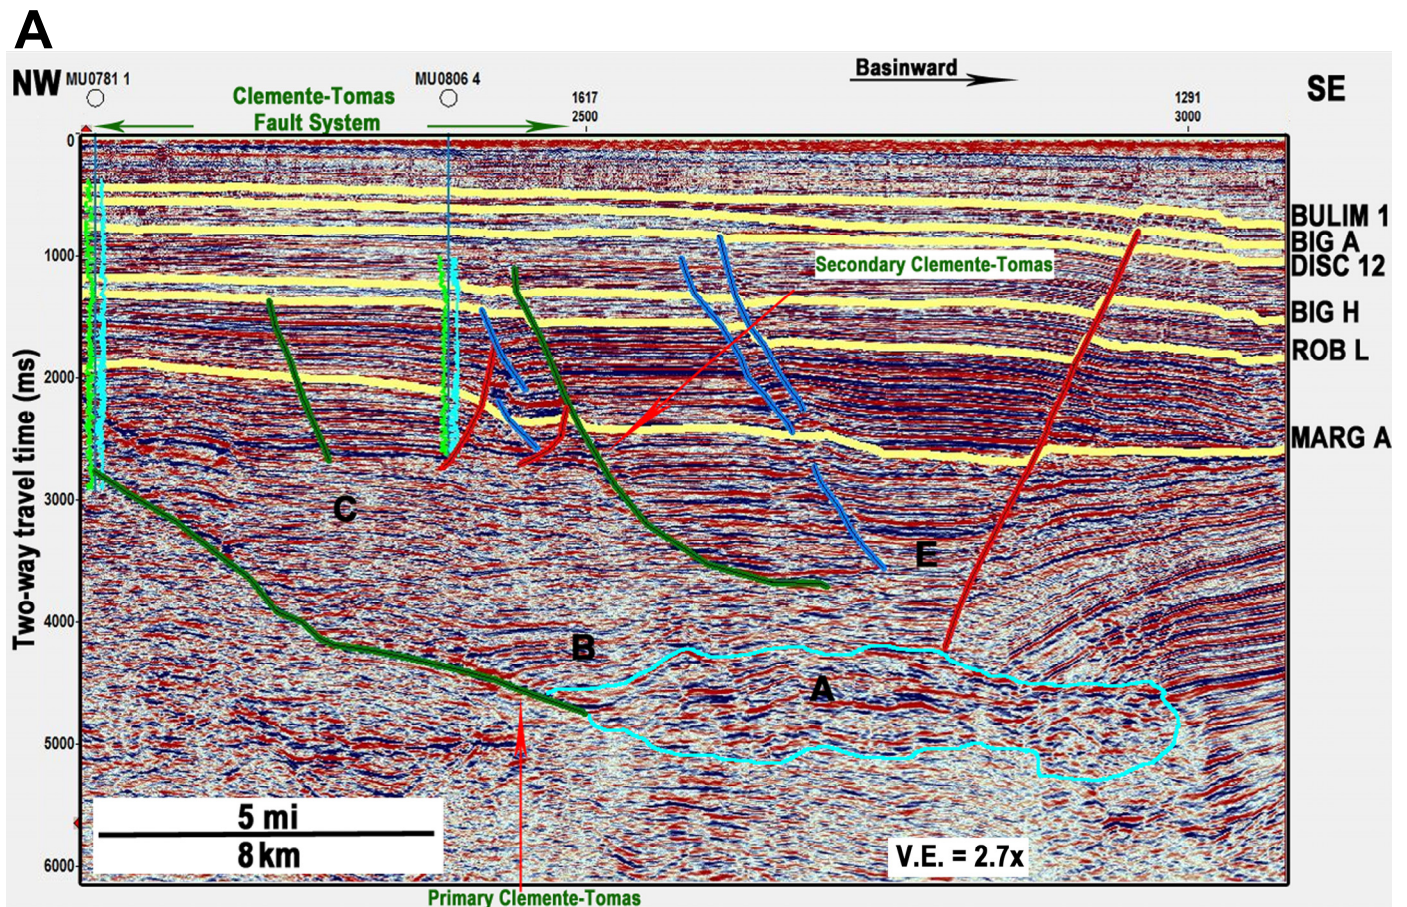 A
NW
MU0781 1
MU0806 4
Basinward
SE
Clemente-Tomas
Fault System
1617
2500
1291
3000
0
1000
2000
3000
4000
5000
6000
Two-way travel time (ms)
Secondary Clemente-Tomas
BULIM 1
BIG A
DISC 12
BIG H
ROB L
MARG A
C
E
B
A
5 mi
8 km
V.E. = 2.7x
Primary Clemente-Tomas